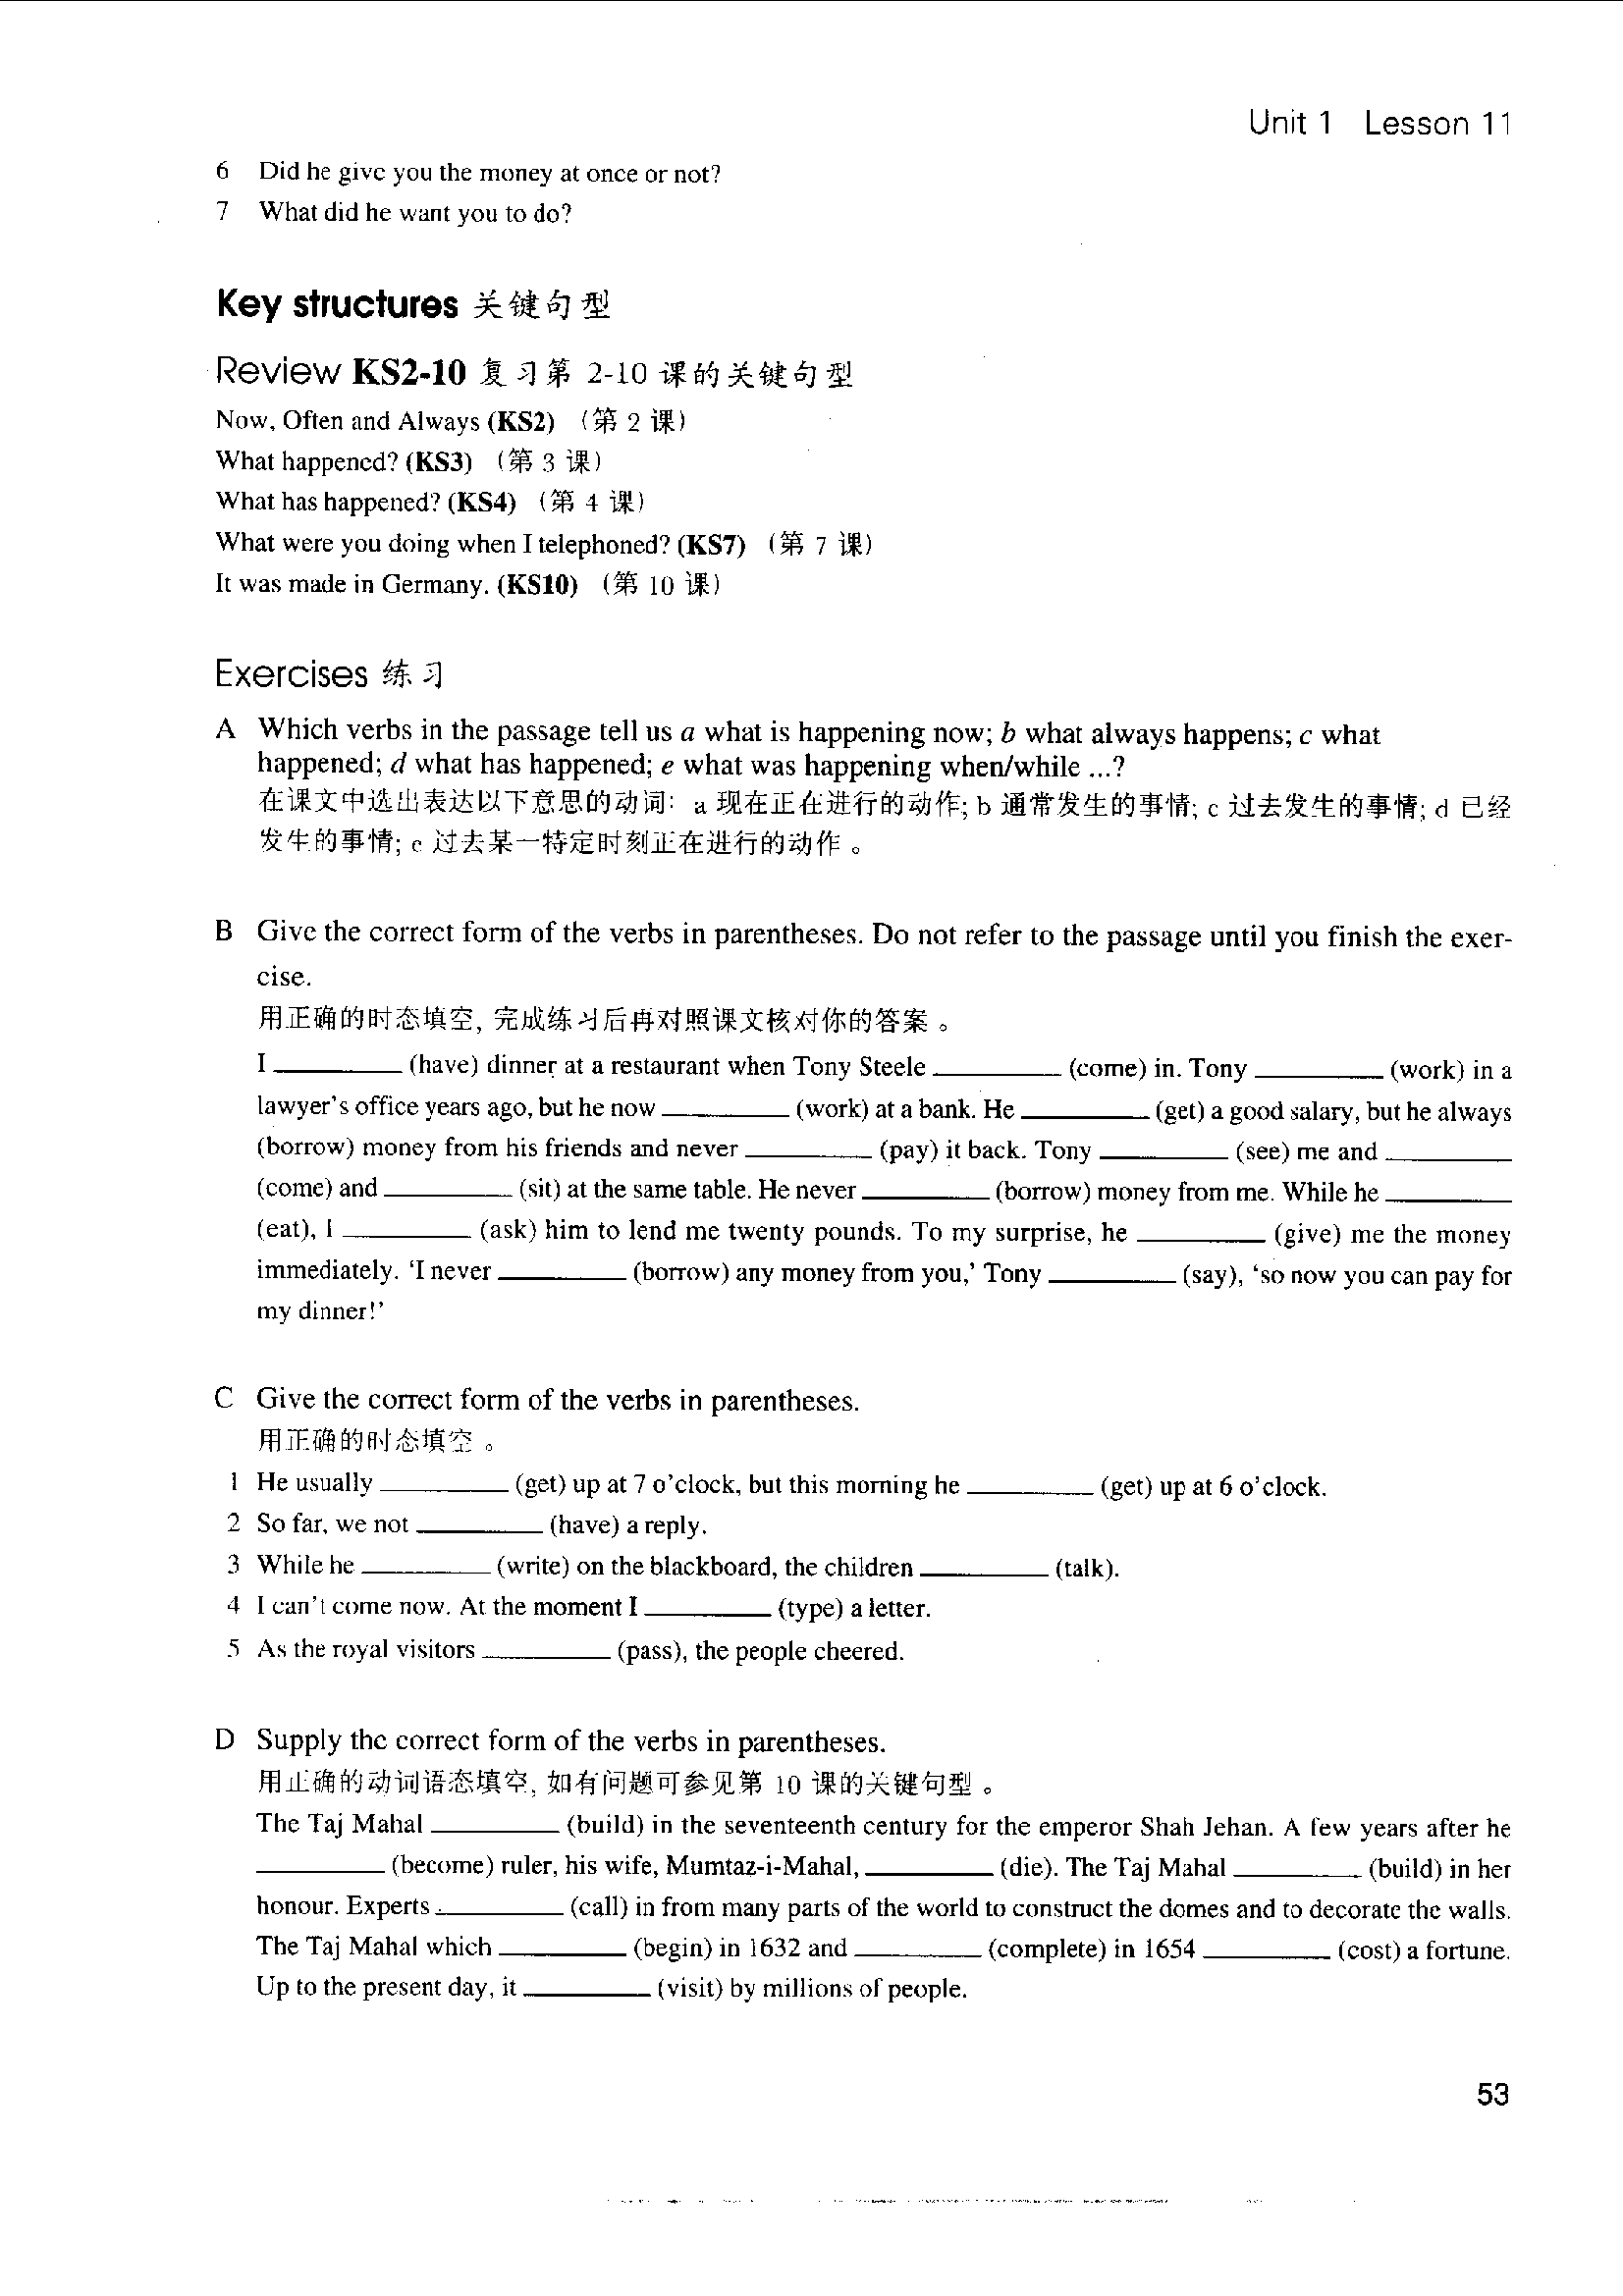 Unit 1 Lesson 11
6 Did he give you the money at once or not?
7 What did he want you to do?
Key structures 关键句型
Review KS2-10 复习第 2-10 课的关键句型
Now, Often and Always (KS2) (第 2 课)
What happened? (KS3) (第 3 课)
What has happened? (KS4) (第 4 课)
What were you doing when I telephoned? (KS7) (第 7 课)
It was made in Germany. (KS10) (第 10 课)
Exercises 练习
A Which verbs in the passage tell us a what is happening now; b what always happens; c what
happened; d what has happened; e what was happening when/while ...?
在课文中选出表达以下意思的动词: a 现在正在进行的动作; b 通常发生的事情; c 过去发生的事情; d 已经
发生的事情; e 过去某一特定时刻正在进行的动作。
B Give the correct form of the verbs in parentheses. Do not refer to the passage until you finish the exer-
cise.
用正确的时态填空, 完成练习后再对照课文核对你的答案。
I ________ (have) dinner at a restaurant when Tony Steele ________ (come) in. Tony ________ (work) in a
lawyer's office years ago, but he now ________ (work) at a bank. He ________ (get) a good salary, but he always
(borrow) money from his friends and never ________ (pay) it back. Tony ________ (see) me and ________
(come) and ________ (sit) at the same table. He never ________ (borrow) money from me. While he ________
(eat), I ________ (ask) him to lend me twenty pounds. To my surprise, he ________ (give) me the money
immediately. 'I never ________ (borrow) any money from you,' Tony ________ (say), 'so now you can pay for
my dinner!'
C Give the correct form of the verbs in parentheses.
用正确的时态填空。
1 He usually ________ (get) up at 7 o'clock, but this morning he ________ (get) up at 6 o'clock.
2 So far, we not ________ (have) a reply.
3 While he ________ (write) on the blackboard, the children ________ (talk).
4 I can't come now. At the moment I ________ (type) a letter.
5 As the royal visitors ________ (pass), the people cheered.
D Supply the correct form of the verbs in parentheses.
用正确的动词语态填空, 如有问题可参见第 10 课的关键句型。
The Taj Mahal ________ (build) in the seventeenth century for the emperor Shah Jehan. A few years after he
________ (become) ruler, his wife, Mumtaz-i-Mahal, ________ (die). The Taj Mahal ________ (build) in her
honour. Experts ________ (call) in from many parts of the world to construct the domes and to decorate the walls.
The Taj Mahal which ________ (begin) in 1632 and ________ (complete) in 1654 ________ (cost) a fortune.
Up to the present day, it ________ (visit) by millions of people.
53